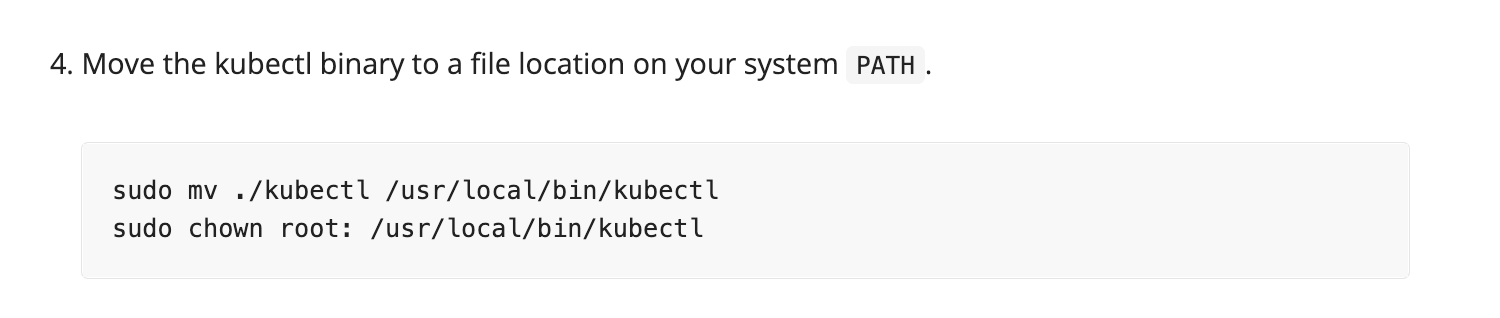 4. Move the kubectl binary to a file location on your system PATH.
sudo mv ./kubectl /usr/local/bin/kubectl
sudo chown root: /usr/local/bin/kubectl